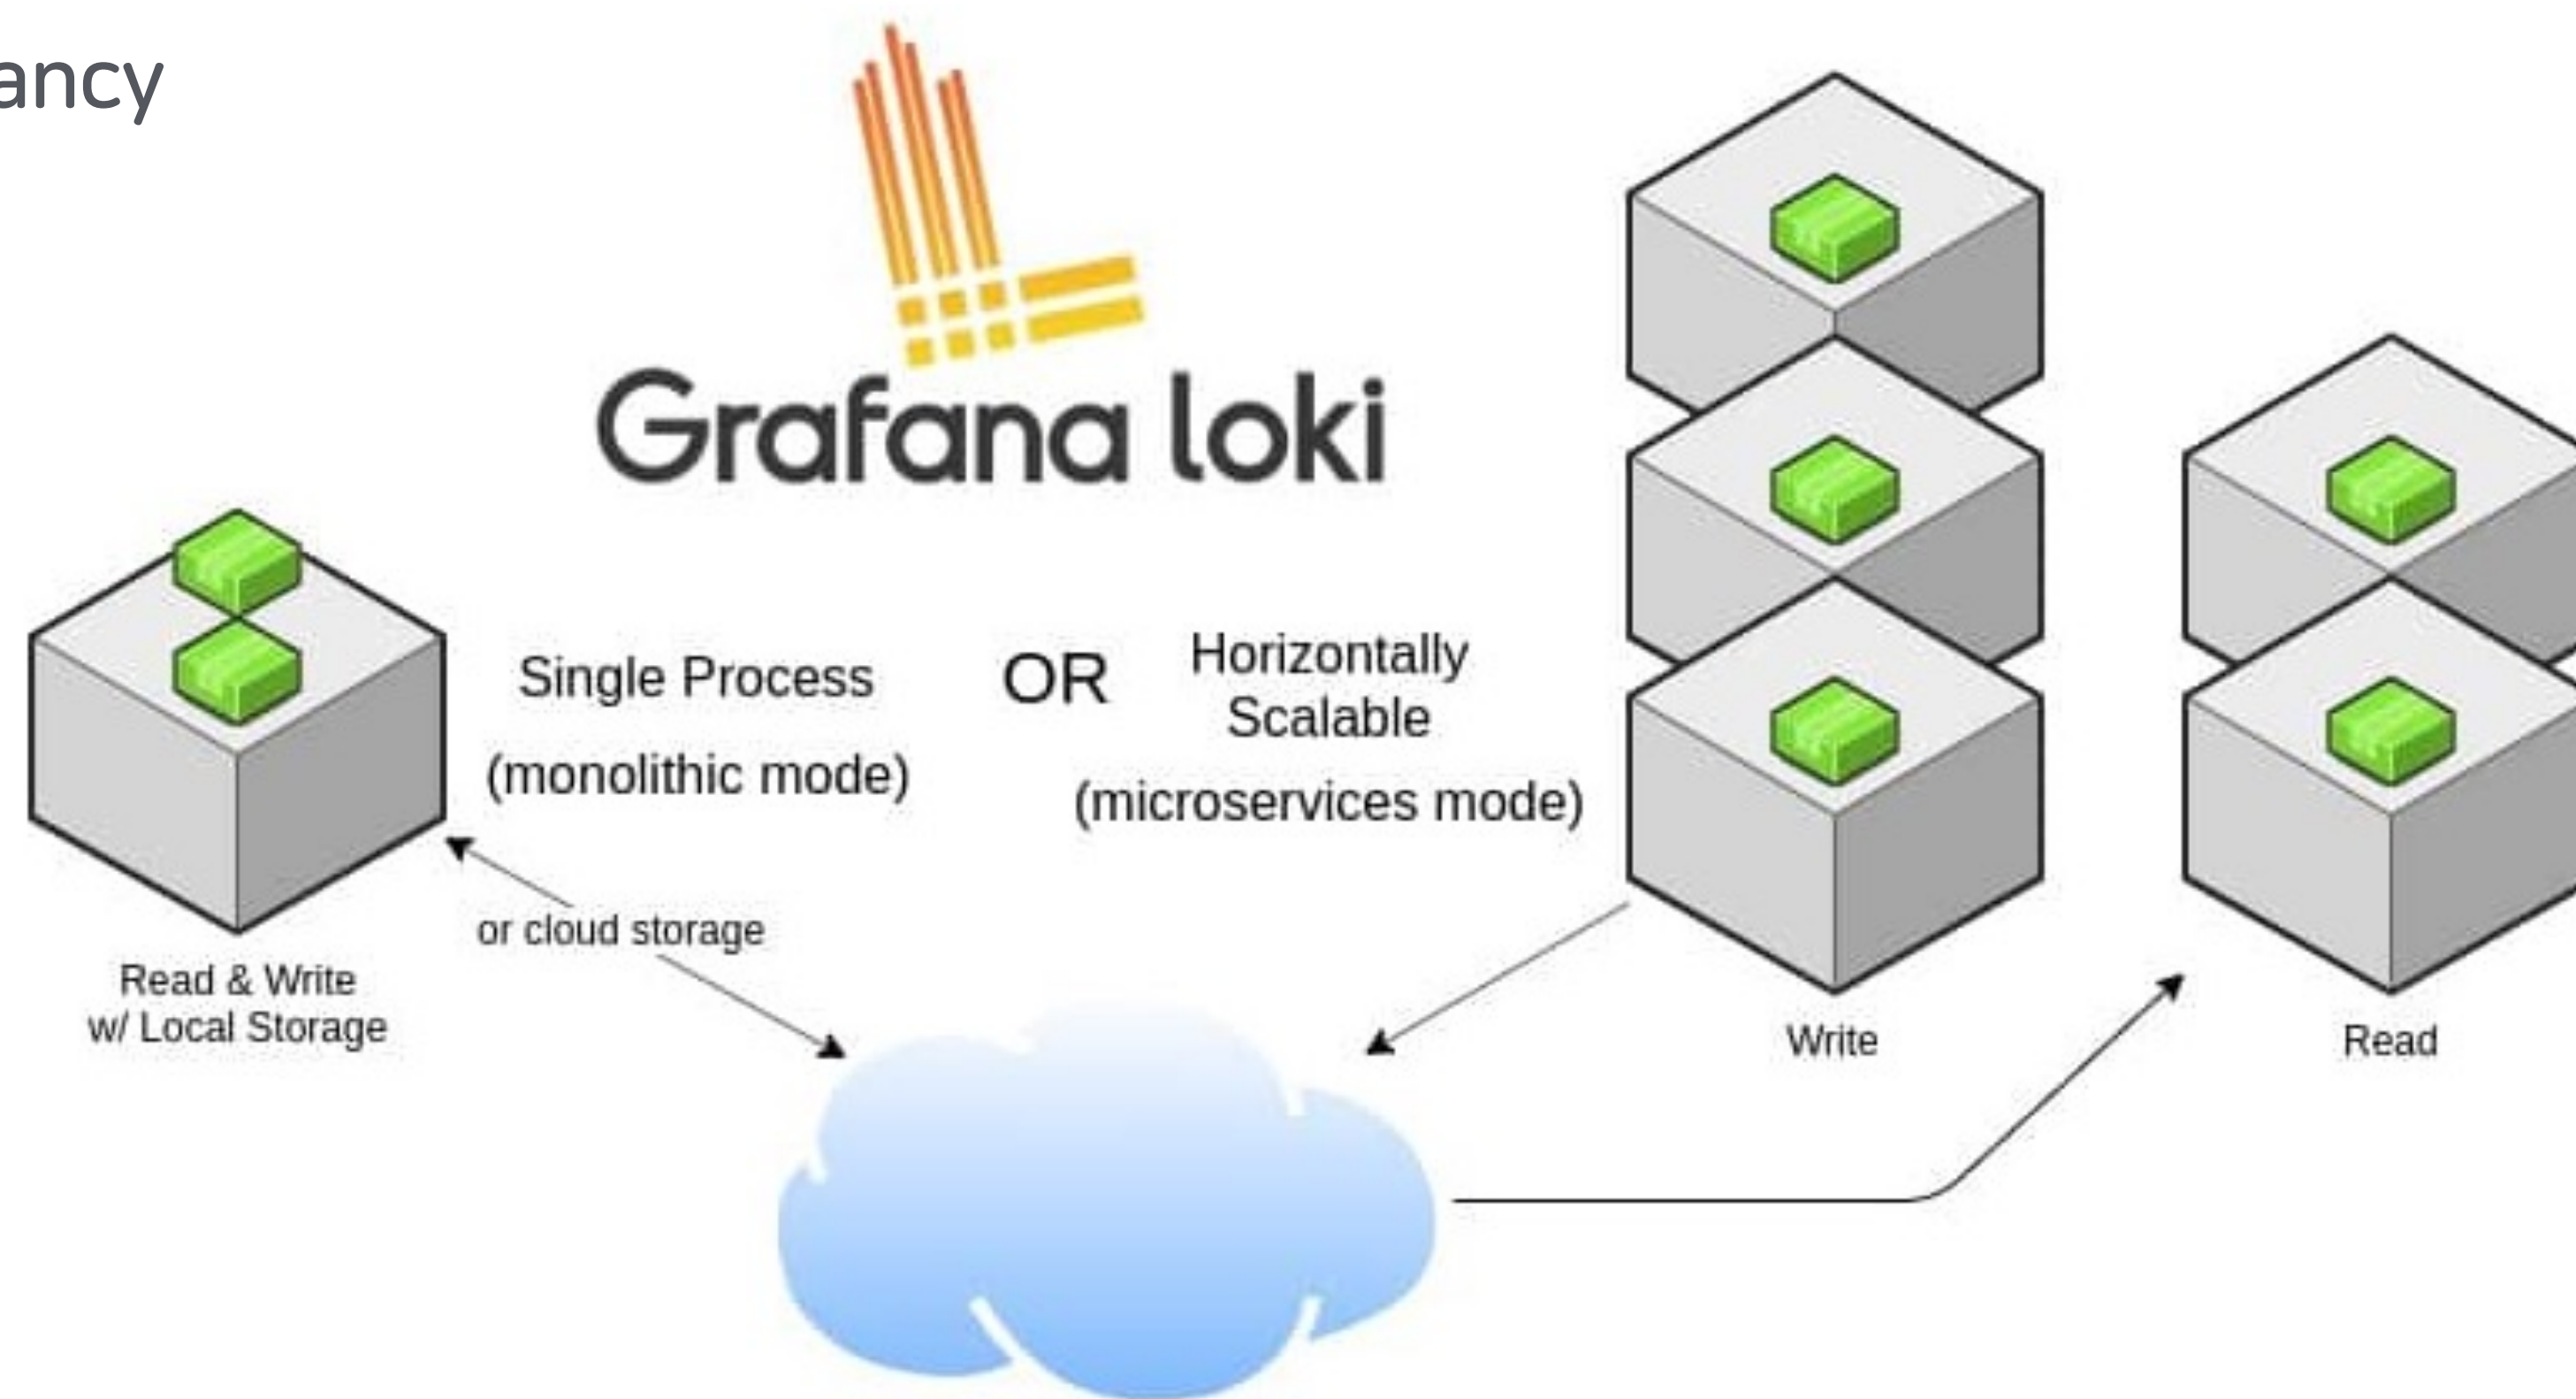 ancy
Grafana loki
Single Process
(monolithic mode)
OR
Horizontally
Scalable
(microservices mode)
or cloud storage
Read & Write
w/ Local Storage
Write
Read